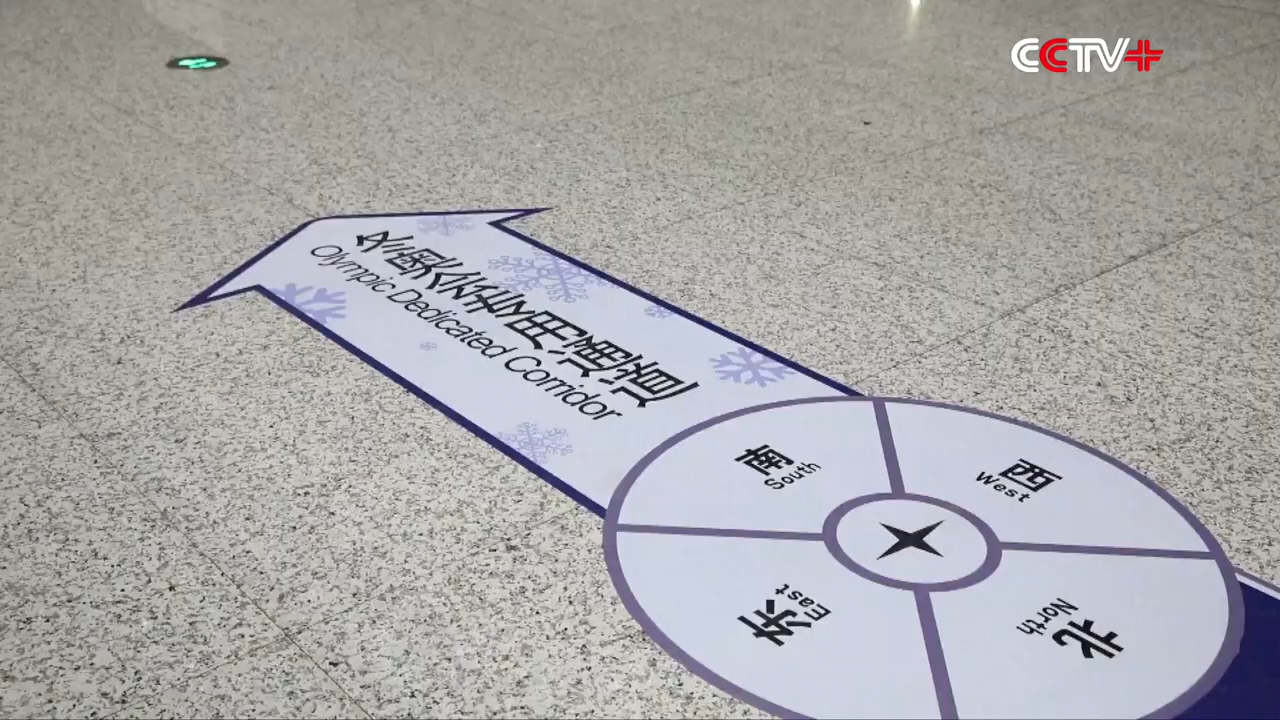 CCTV+
冬奥会专用通道
Olympic Dedicated Corridor
南
South
西
West
东
East
北
North